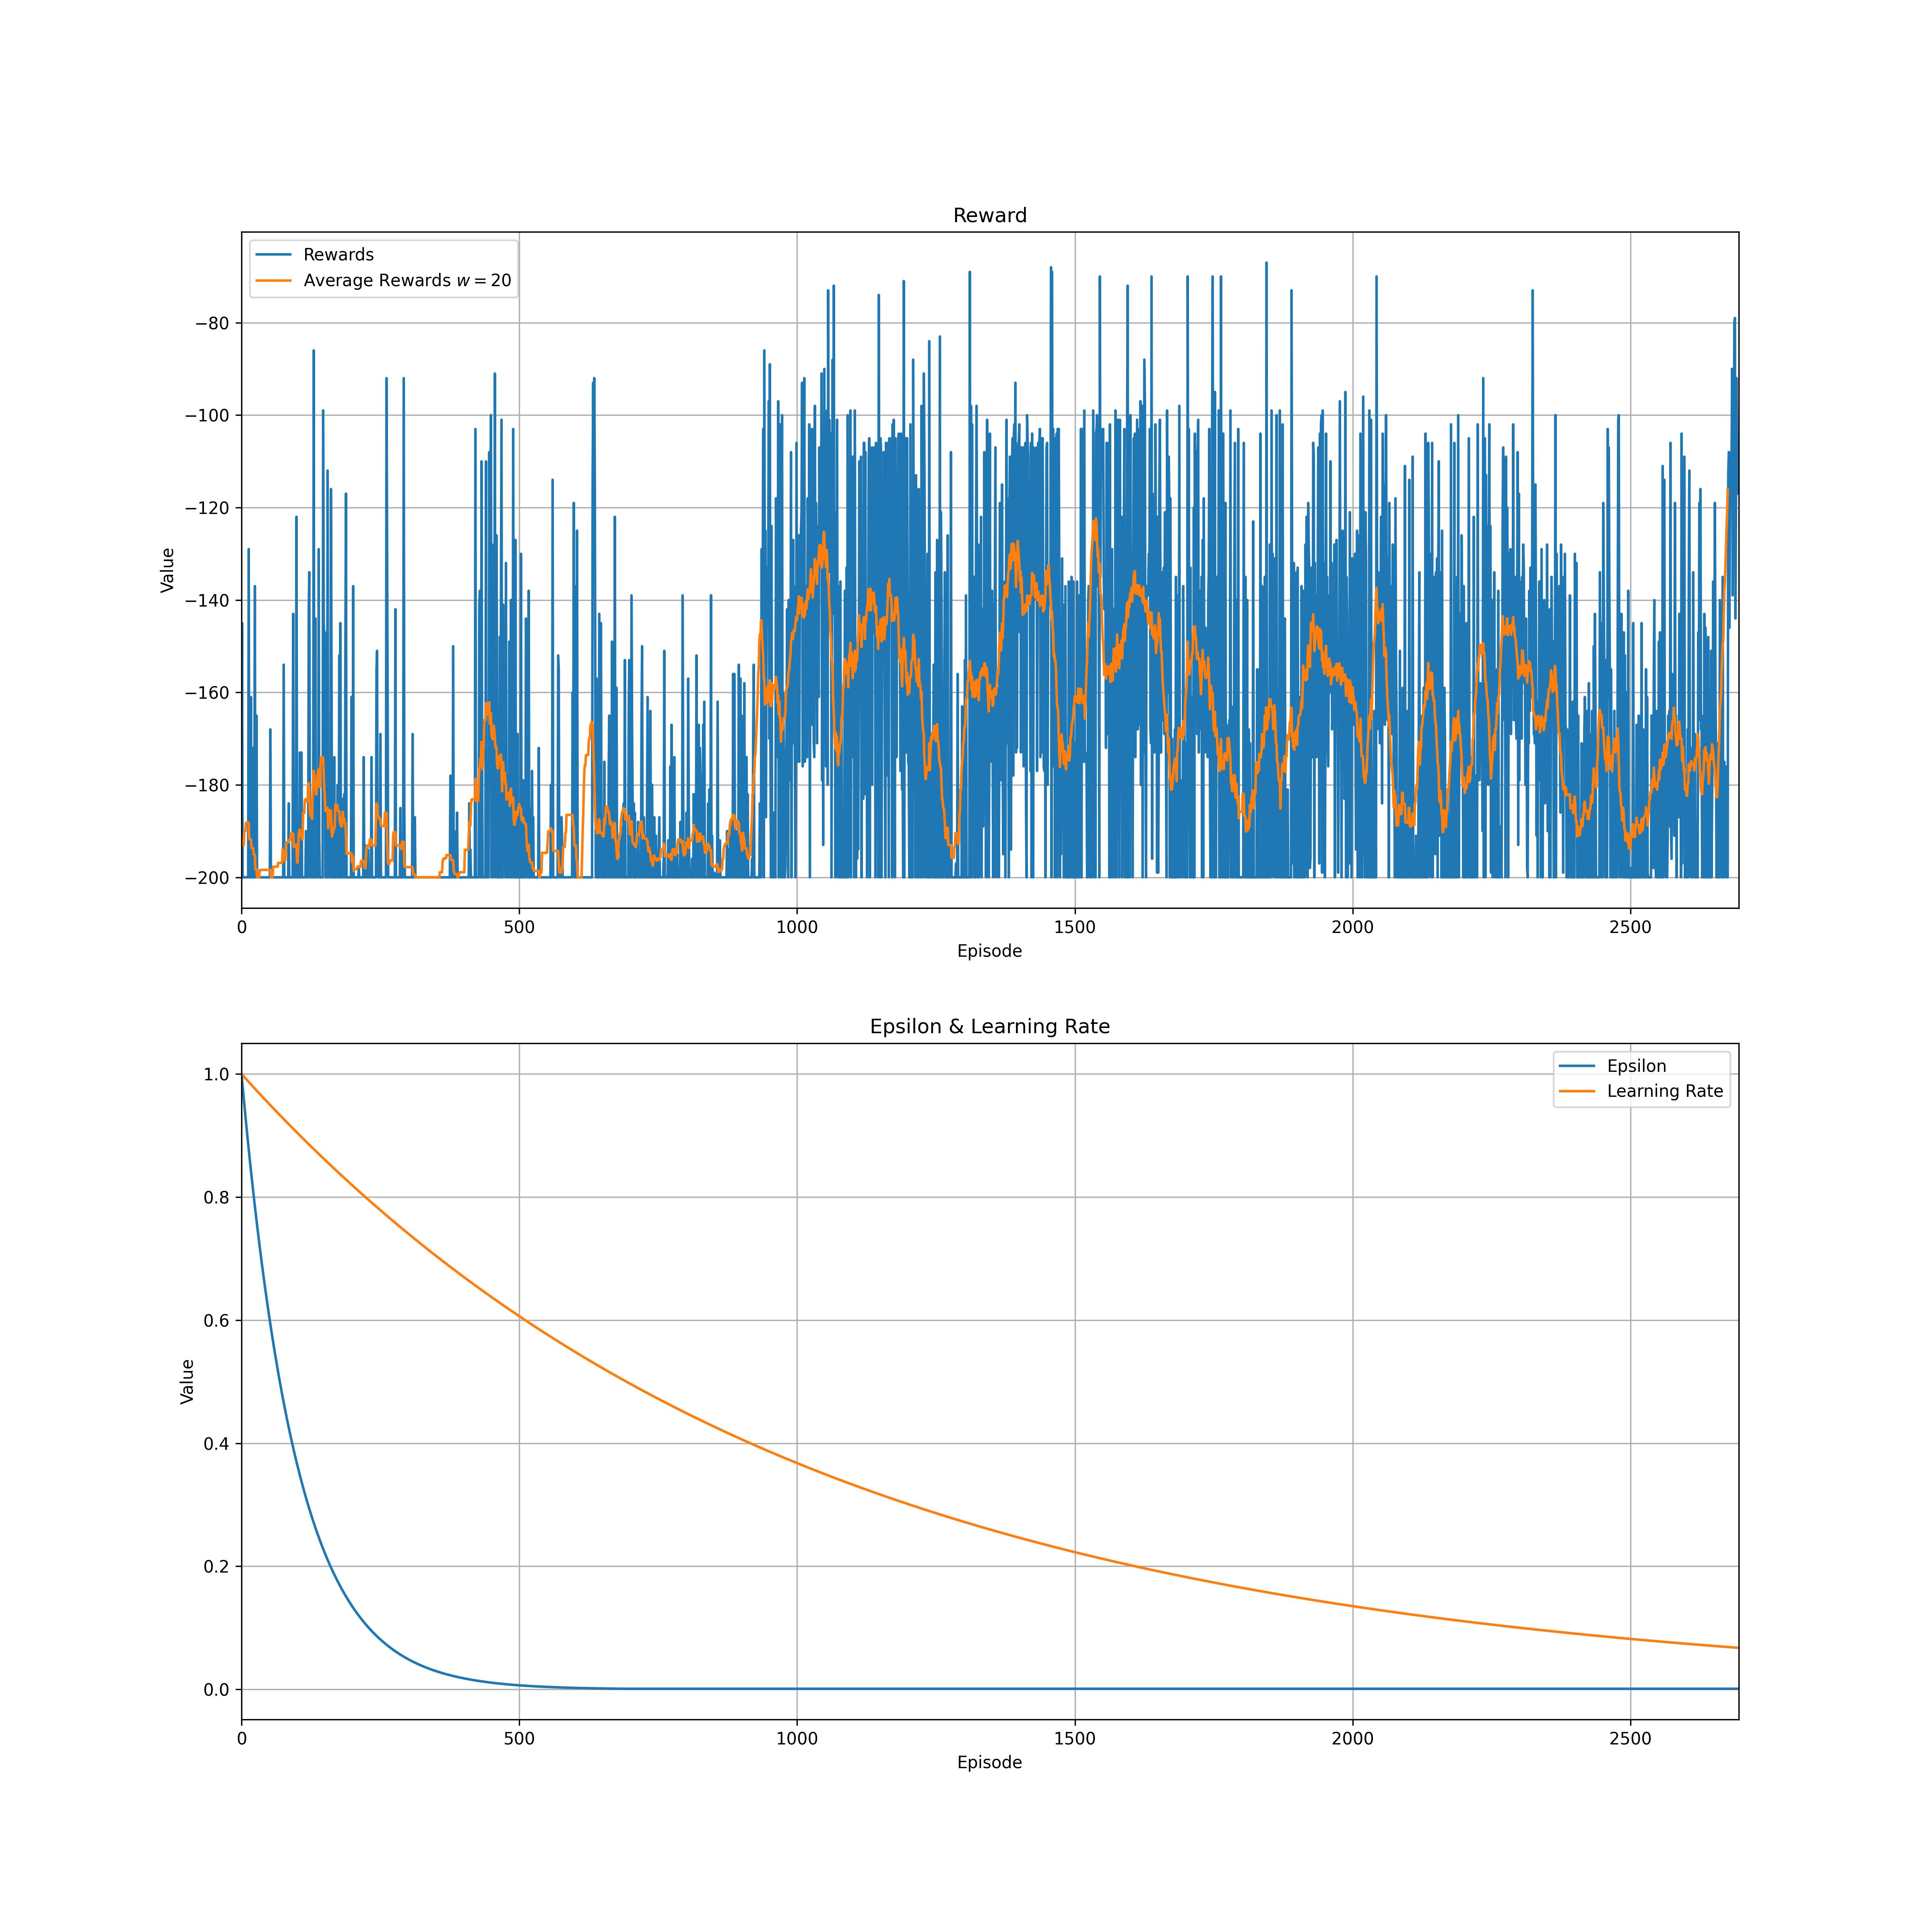 Reward
Rewards
Average Rewards w = 20
−80
−100
−120
−140
−160
−180
−200
Value
0 500 1000 1500 2000 2500
Episode
Epsilon & Learning Rate
Epsilon
Learning Rate
1.0
0.8
0.6
0.4
0.2
0.0
Value
0 500 1000 1500 2000 2500
Episode